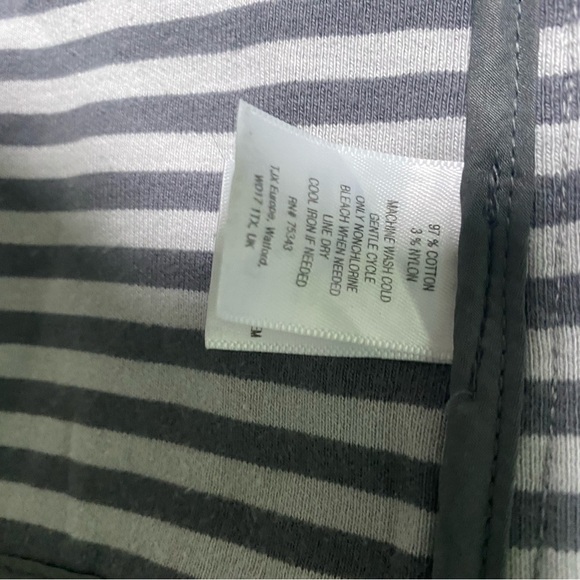 97 % COTTON
3 % NYLON
MACHINE WASH COLD
GENTLE CYCLE
ONLY NONCHLORINE
BLEACH WHEN NEEDED
LINE DRY
COOL IRON IF NEEDED
RN# 75343
TJX Europe, Watford,
WD17 1TX, UK